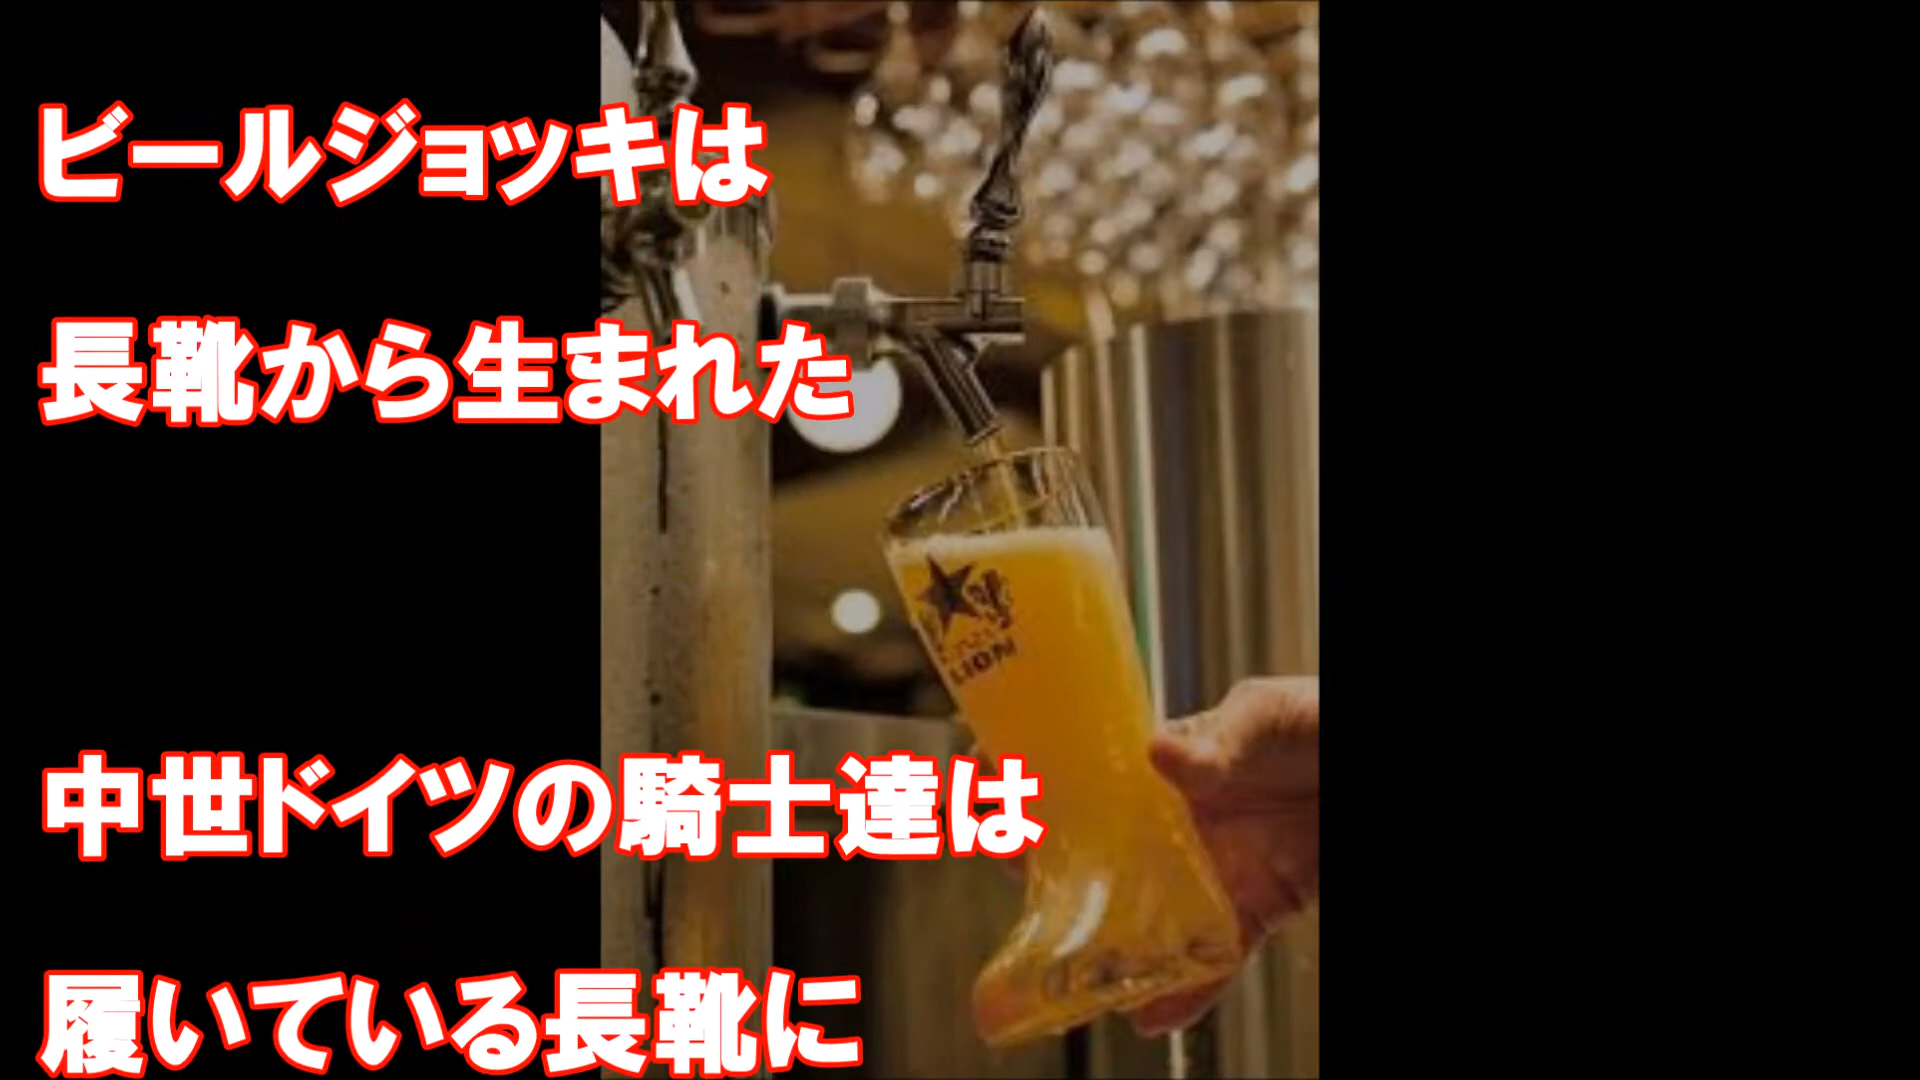 ビールジョッキは
長靴から生まれた
中世ドイツの騎士達は
履いている長靴に
LION